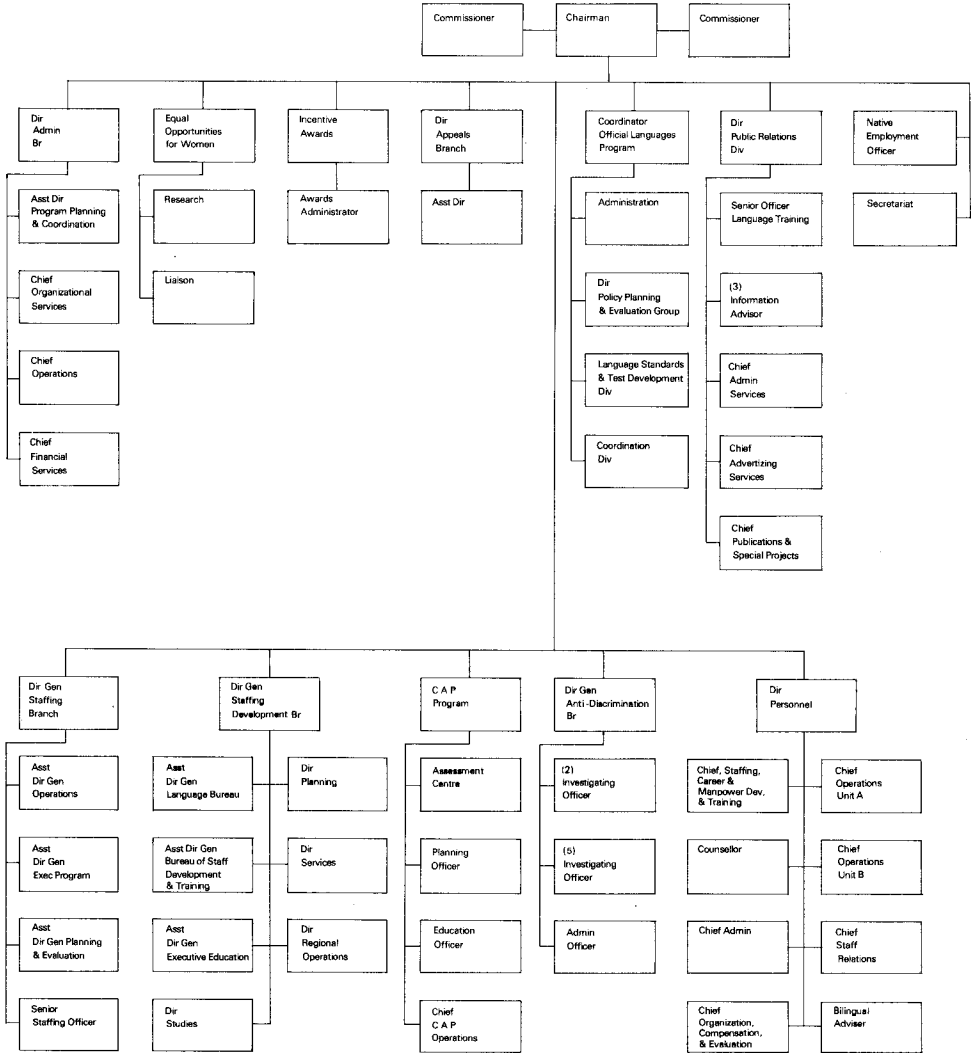 Commissioner
Chairman
Commissioner
Dir
Admin
Br
Equal
Opportunities
for Women
Incentive
Awards
Dir
Appeals
Branch
Coordinator
Official Languages
Program
Dir
Public Relations
Div
Native
Employment
Officer
Asst Dir
Program Planning
& Coordination
Research
Awards
Administrator
Asst Dir
Administration
Senior Officer
Language Training
Secretariat
Chief
Organizational
Services
Liaison
Dir
Policy Planning
& Evaluation Group
(3)
Information
Advisor
Chief
Operations
Language Standards
& Test Development
Div
Chief
Admin
Services
Chief
Financial
Services
Coordination
Div
Chief
Advertizing
Services
Chief
Publications &
Special Projects
Dir Gen
Staffing
Branch
Dir Gen
Staffing
Development Br
C A P
Program
Dir Gen
Anti-Discrimination
Br
Dir
Personnel
Asst
Dir Gen
Operations
Asst
Dir Gen
Language Bureau
Dir
Planning
Assessment
Centre
(2)
Investigating
Officer
Chief, Staffing,
Career &
Manpower Dev,
& Training
Chief
Operations
Unit A
Asst
Dir Gen
Exec Program
Asst Dir Gen
Bureau of Staff
Development
& Training
Dir
Services
Planning
Officer
(5)
Investigating
Officer
Counsellor
Chief
Operations
Unit B
Asst
Dir Gen Planning
& Evaluation
Asst
Dir Gen
Executive Education
Dir
Regional
Operations
Education
Officer
Admin
Officer
Chief Admin
Chief
Staff
Relations
Senior
Staffing Officer
Dir
Studies
Chief
C A P
Operations
Chief
Organization,
Compensation,
& Evaluation
Bilingual
Adviser